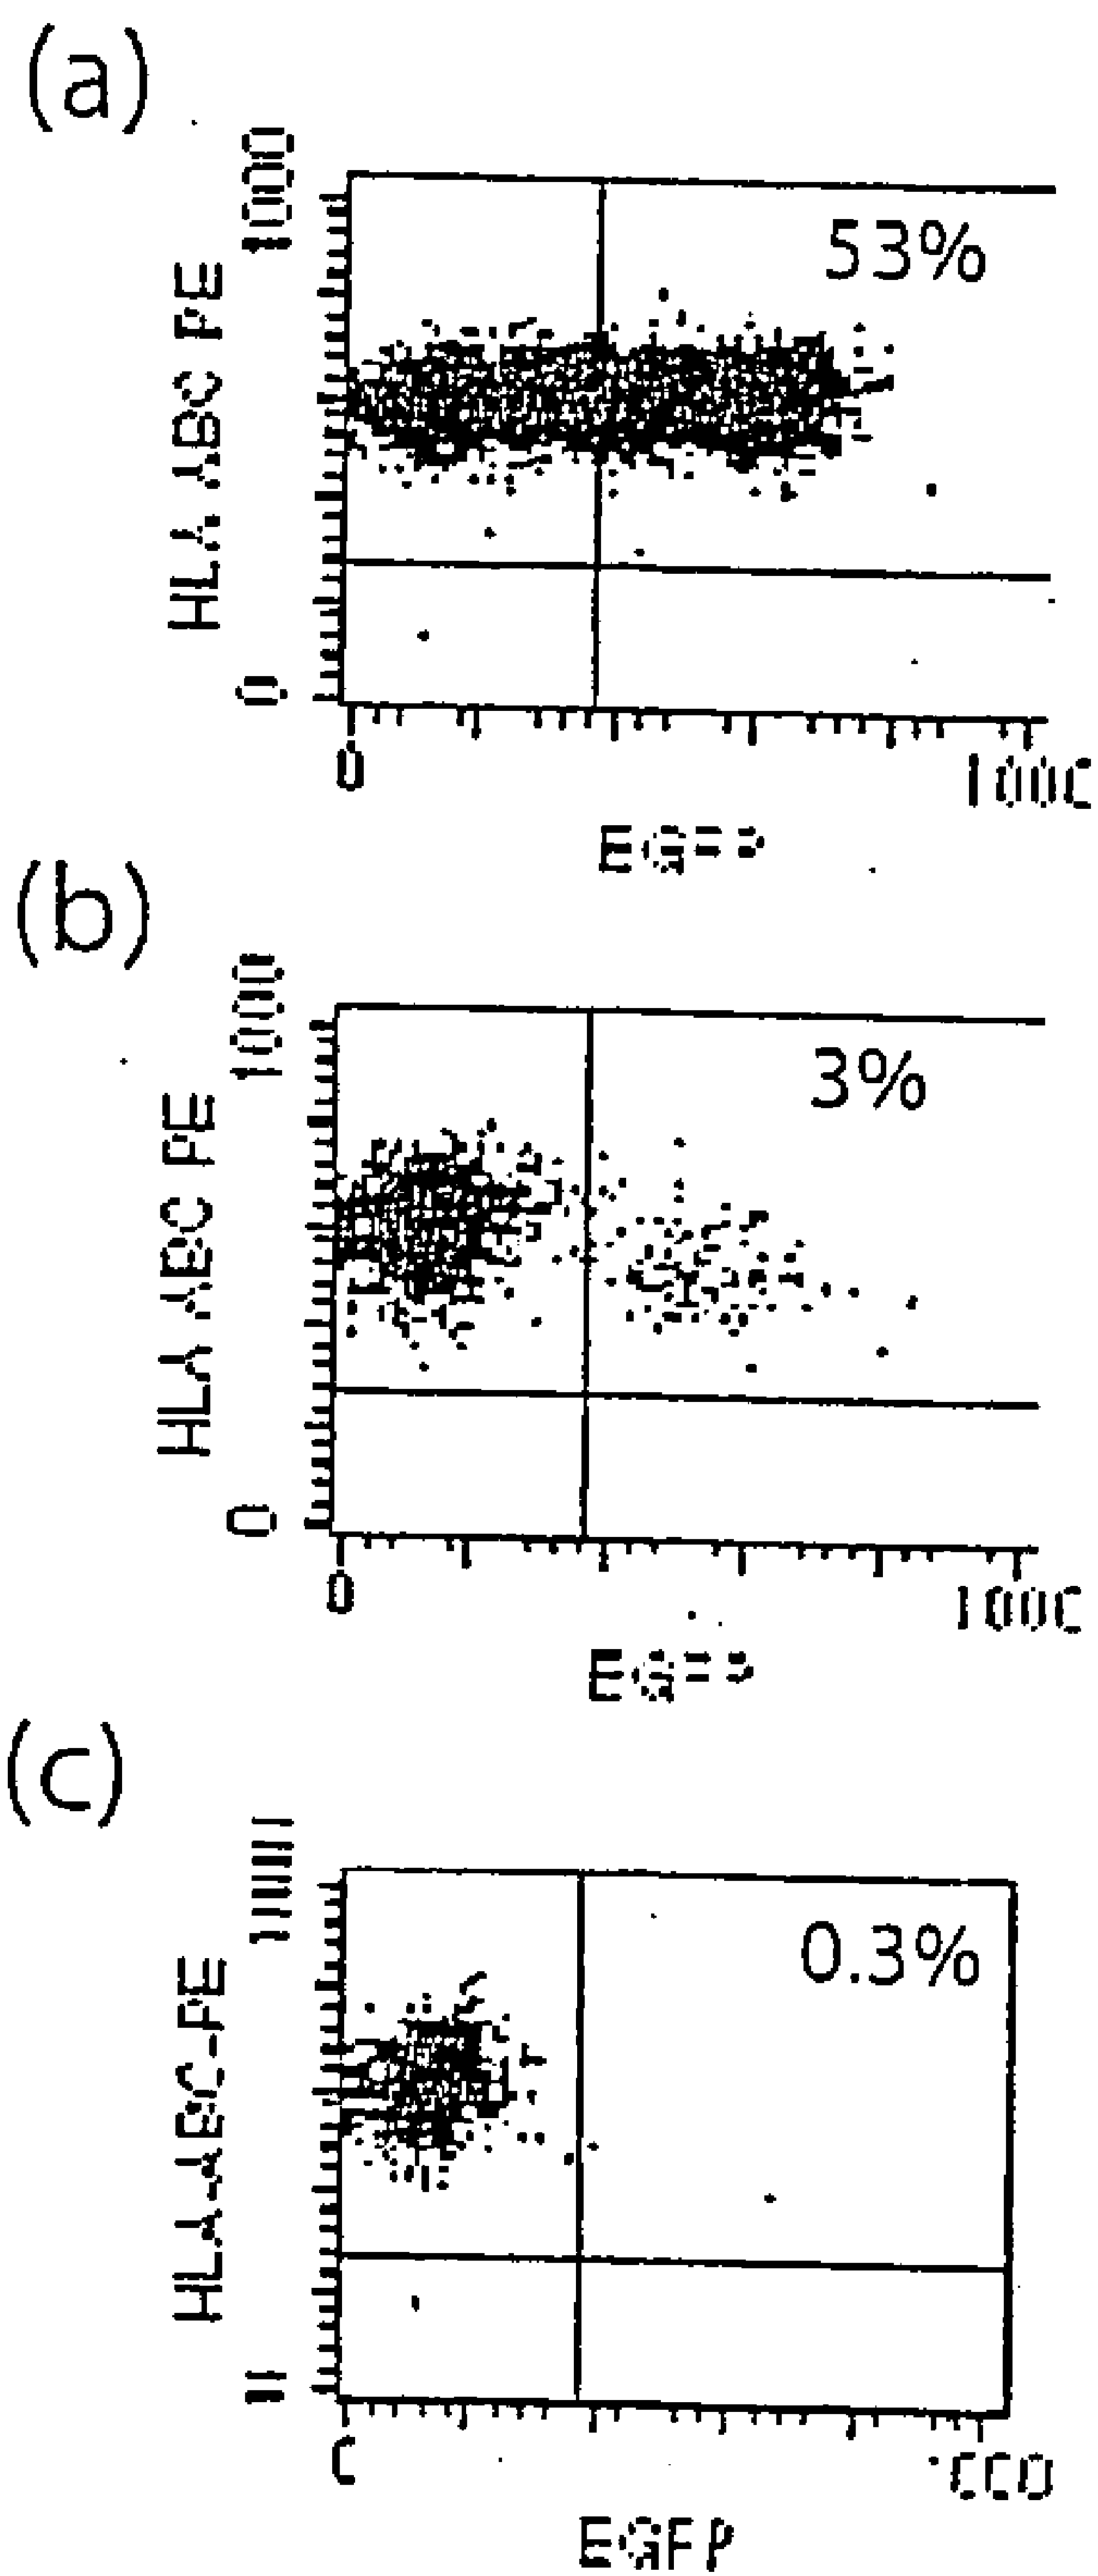 (a)
1000
53%
HLA ABC PE
0
0
1000
EGFP
(b)
1000
3%
HLA ABC PE
0
0
1000
EGFP
(c)
0.3%
HLA-ABC-PE
EGFP